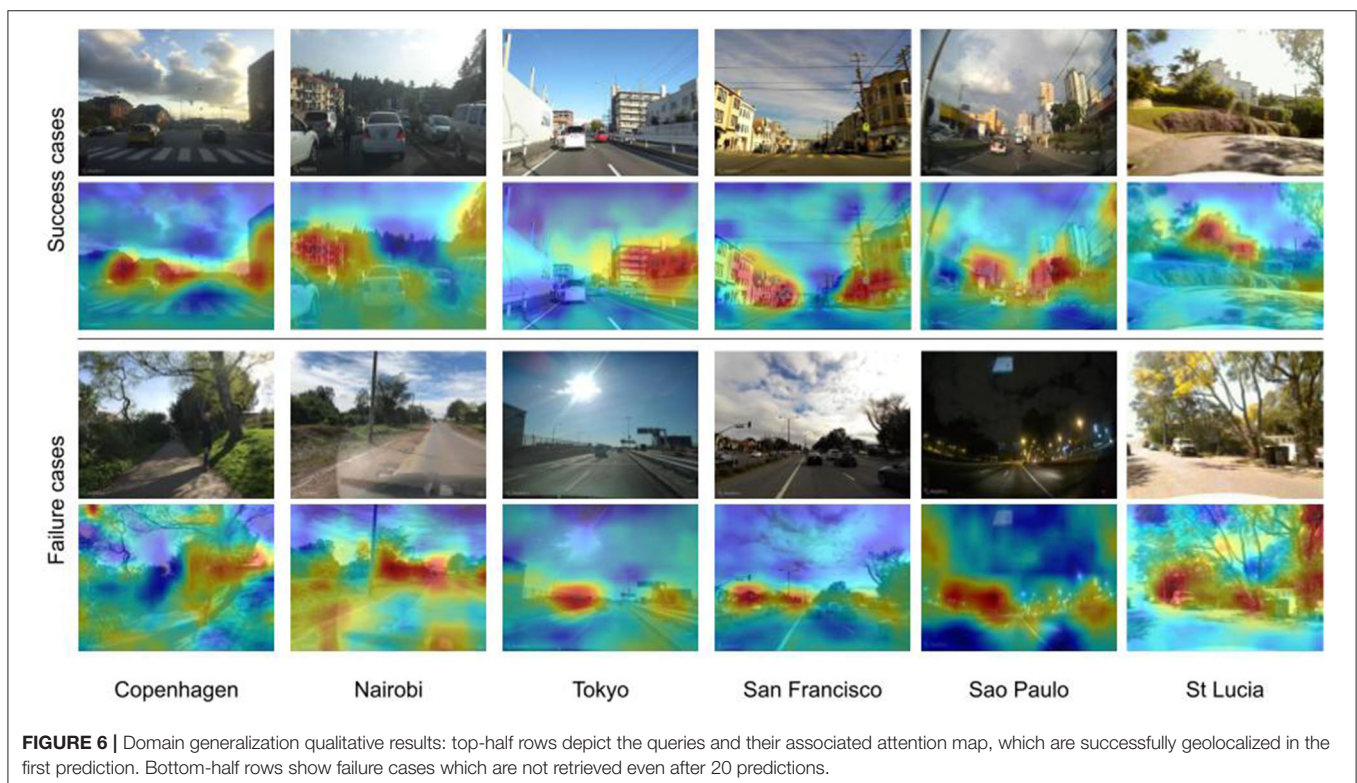 Success cases
Failure cases
Copenhagen
Nairobi
Tokyo
San Francisco
Sao Paulo
St Lucia
FIGURE 6 | Domain generalization qualitative results: top-half rows depict the queries and their associated attention map, which are successfully geolocalized in the
first prediction. Bottom-half rows show failure cases which are not retrieved even after 20 predictions.